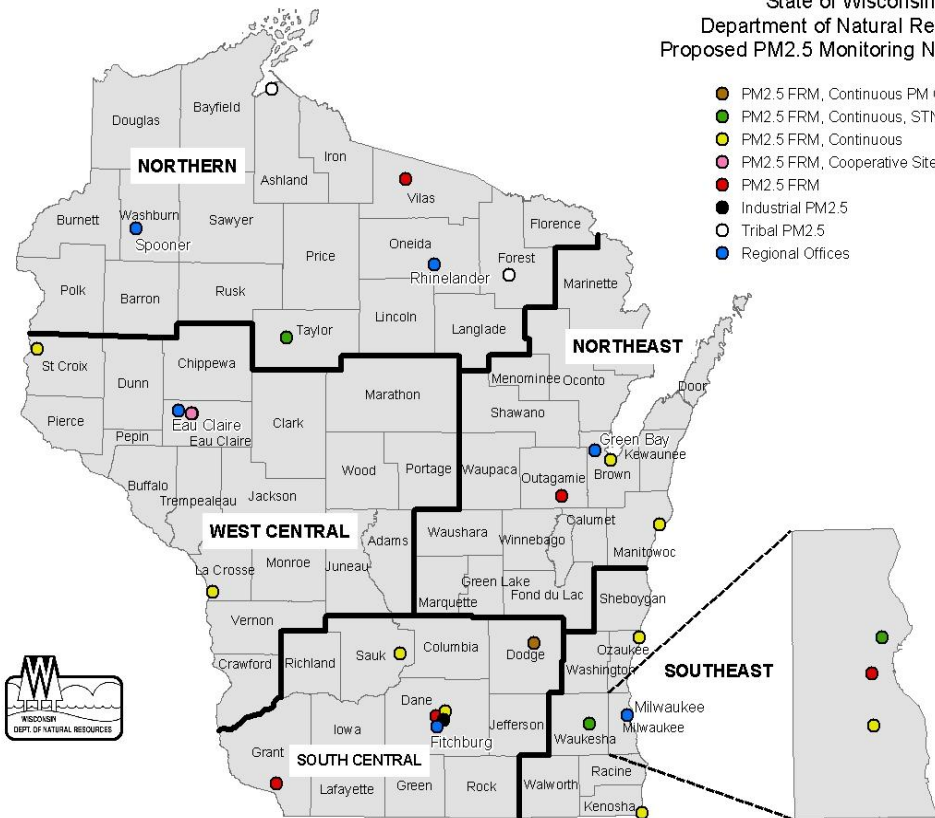 State of Wisconsin
Department of Natural Re
Proposed PM2.5 Monitoring N
PM2.5 FRM, Continuous PM
PM2.5 FRM, Continuous, STN
PM2.5 FRM, Continuous
PM2.5 FRM, Cooperative Site
PM2.5 FRM
Industrial PM2.5
Tribal PM2.5
Regional Offices
Douglas
Bayfield
NORTHERN
Ashland
Iron
Vilas
Burnett
Washburn
Spooner
Sawyer
Price
Oneida
Rhinelander
Forest
Florence
Marinette
Polk
Barron
Rusk
Taylor
Lincoln
Langlade
NORTHEAST
St Croix
Dunn
Chippewa
Marathon
Menominee
Oconto
Door
Pierce
Pepin
Eau Claire
Eau Claire
Clark
Shawano
Green Bay
Kewaunee
Buffalo
Trempealeau
Jackson
Wood
Portage
Waupaca
Outagamie
Brown
WEST CENTRAL
Adams
Waushara
Winnebago
Calumet
Manitowoc
La Crosse
Monroe
Juneau
Marquette
Green Lake
Fond du Lac
Sheboygan
Vernon
Crawford
Richland
Sauk
Columbia
Dodge
Ozaukee
Washington
SOUTHEAST
WISCONSIN
DEPT. OF NATURAL RESOURCES
Dane
Iowa
Fitchburg
Jefferson
Waukesha
Milwaukee
Milwaukee
Grant
SOUTH CENTRAL
Lafayette
Green
Rock
Walworth
Racine
Kenosha